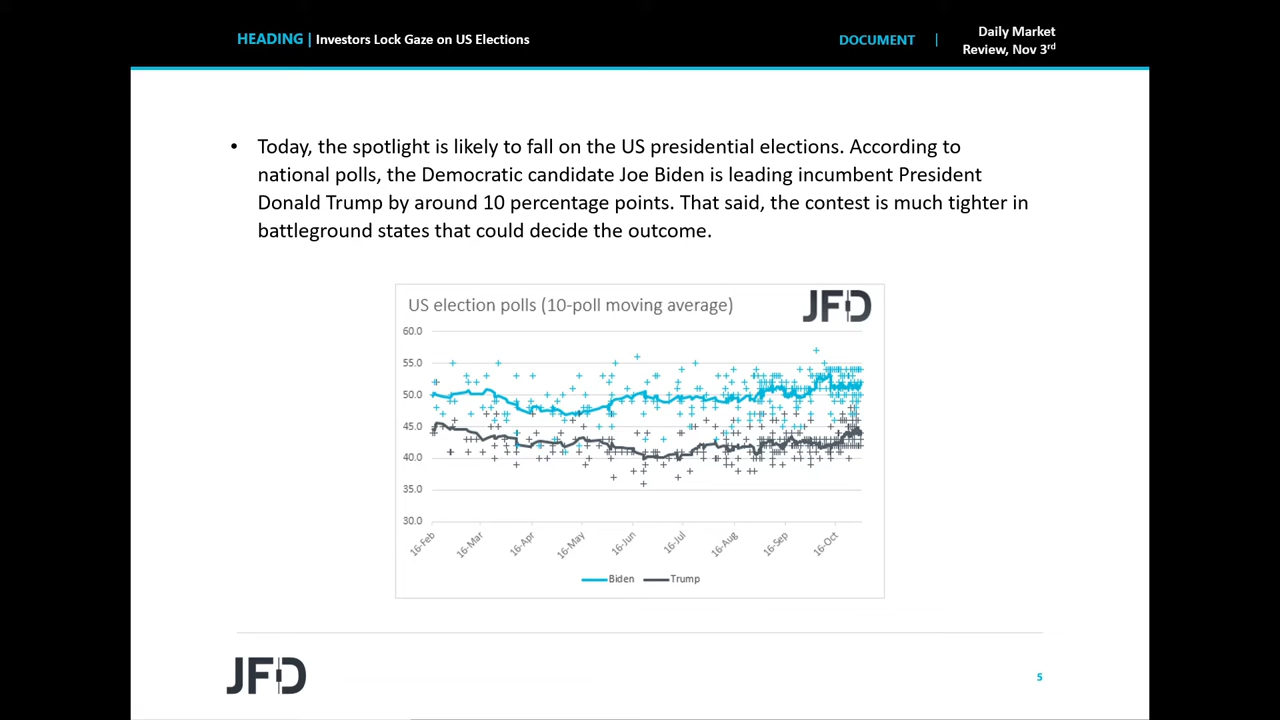 HEADING | Investors Lock Gaze on US Elections
DOCUMENT |
Daily Market
Review, Nov 3rd
• Today, the spotlight is likely to fall on the US presidential elections. According to
national polls, the Democratic candidate Joe Biden is leading incumbent President
Donald Trump by around 10 percentage points. That said, the contest is much tighter in
battleground states that could decide the outcome.
US election polls (10-poll moving average)
JFD
60.0
55.0
50.0
45.0
40.0
35.0
30.0
16-Feb
16-Mar
16-Apr
16-May
16-Jun
16-Jul
16-Aug
16-Sep
16-Oct
Biden
Trump
JFD
5